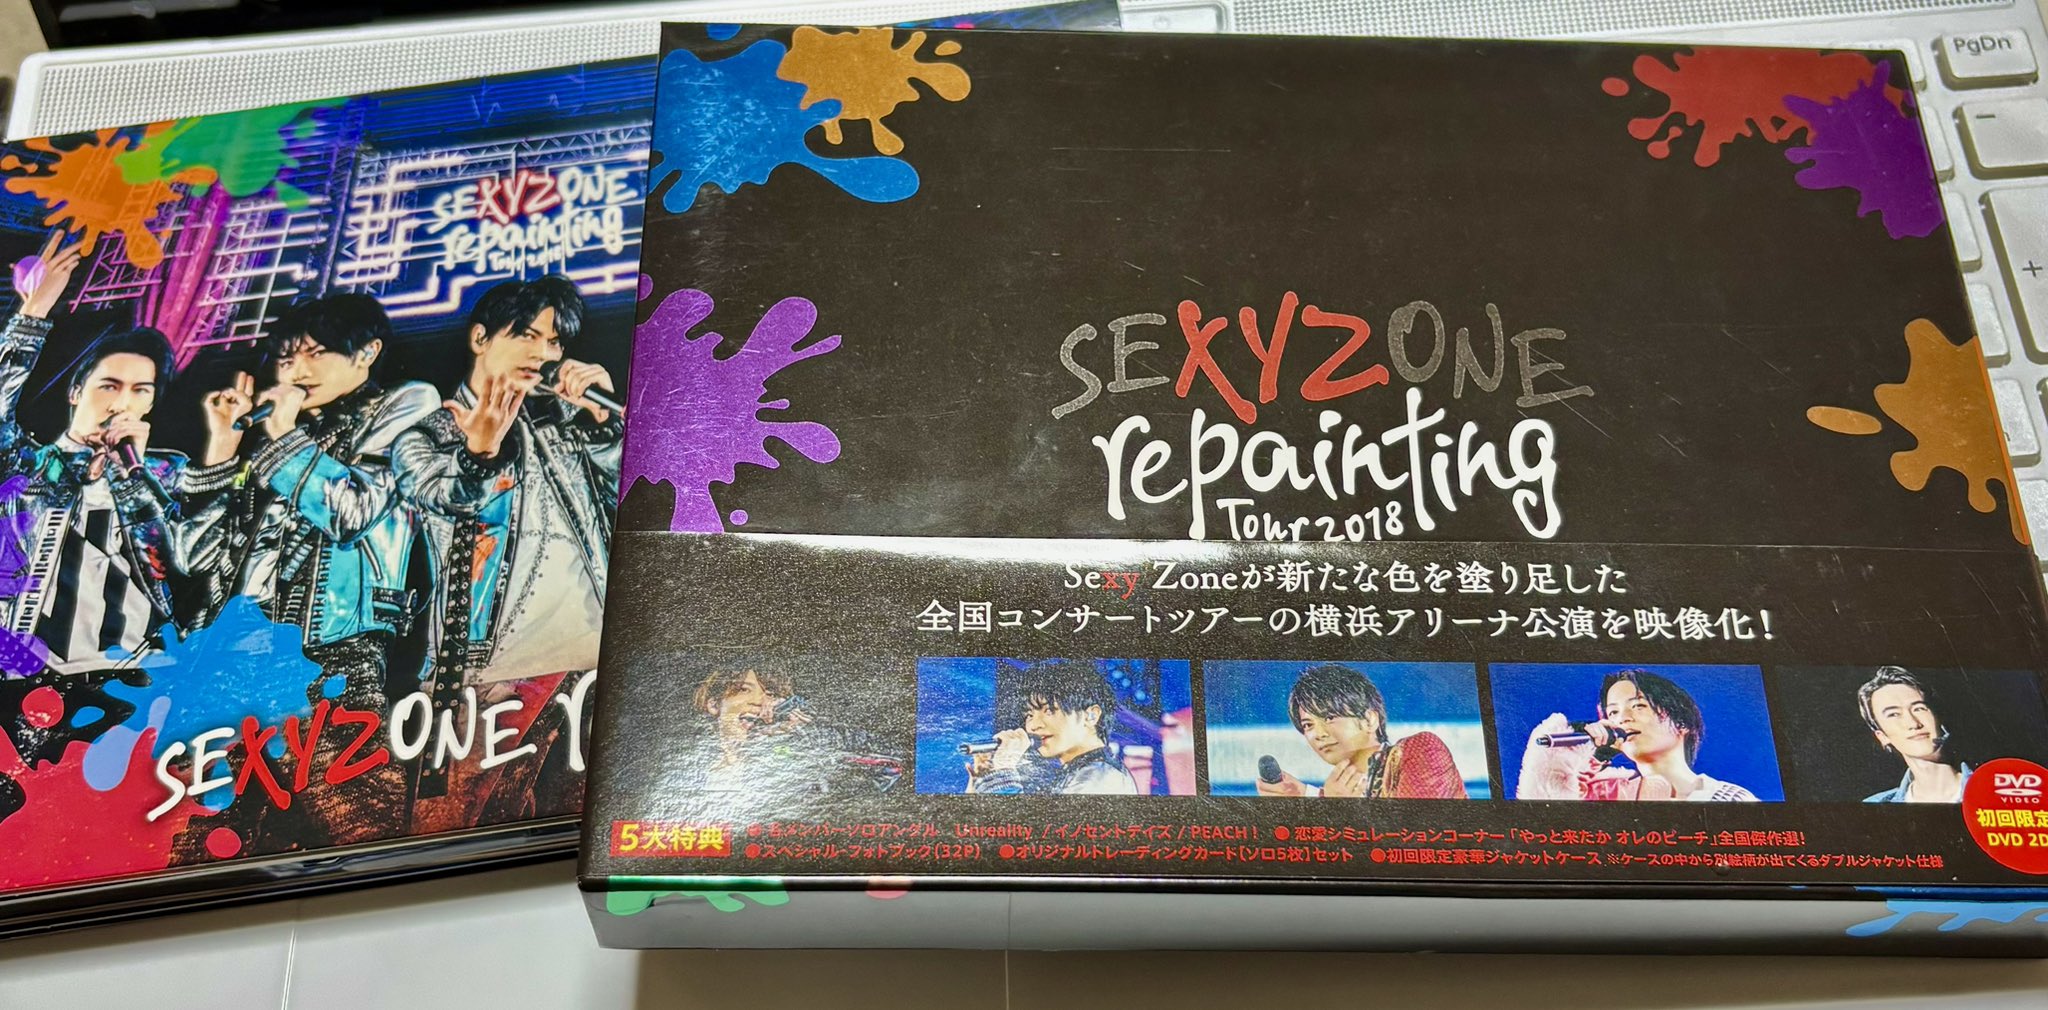 SEXYZONE
repainting
Tour 2018
SEXYZONE
SEXYZONE
repainting
Tour 2018
Sexy Zoneが新たな色を塗り足した
全国コンサートツアーの横浜アリーナ公演を映像化！
DVD
VIDEO
初回限定
DVD 2D
5大特典
●各メンバーソロアングル Unreality / イノセントデイズ / PEACH！ ●恋愛シミュレーションコーナー「やっと来たか オレのピーチ」全国傑作選!
●スペシャル・フォトブック(32P) ●オリジナルトレーディングカード[ソロ5枚]セット ●初回限定豪華ジャケットケース ※ケースの中から別絵柄が出てくるダブルジャケット仕様
PgDn
-
+